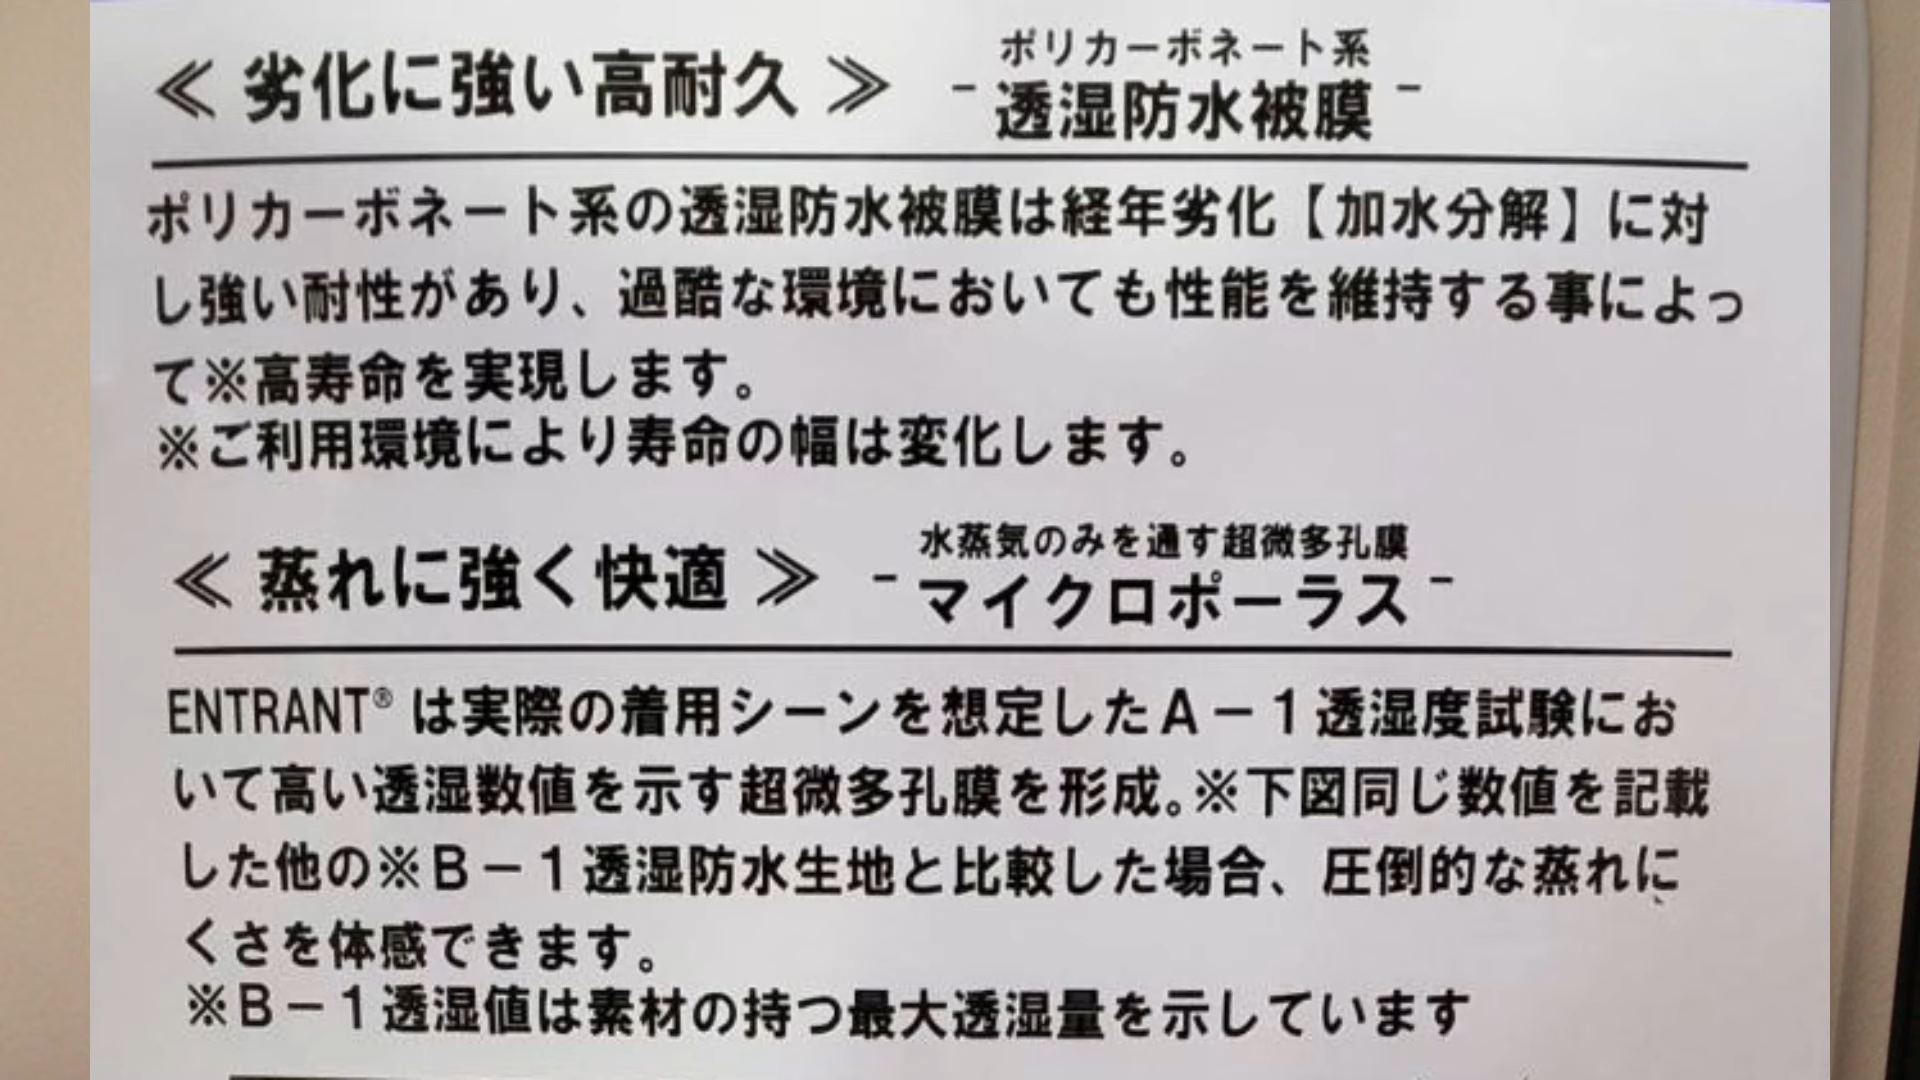 ≪ 劣化に強い高耐久 ≫ - ポリカーボネート系 透湿防水被膜 -
ポリカーボネート系の透湿防水被膜は経年劣化【加水分解】に対
し強い耐性があり、過酷な環境においても性能を維持する事によっ
て※高寿命を実現します。
※ご利用環境により寿命の幅は変化します。
≪ 蒸れに強く快適 ≫ - 水蒸気のみを通す超微多孔膜 マイクロポーラス -
ENTRANT® は実際の着用シーンを想定したA－1透湿度試験にお
いて高い透湿数値を示す超微多孔膜を形成。※下図同じ数値を記載
した他の※B－1透湿防水生地と比較した場合、圧倒的な蒸れに
くさを体感できます。
※B－1透湿値は素材の持つ最大透湿量を示しています